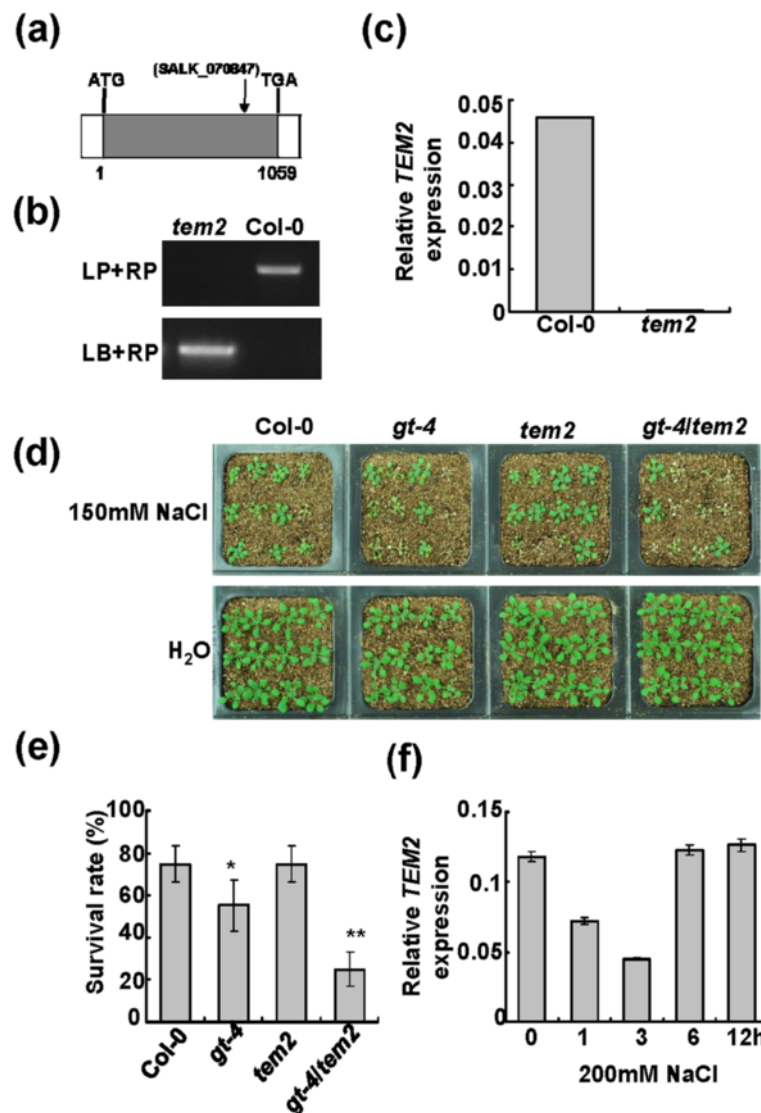 (a)
(SALK_070847)
ATG TGA
1 1059
(b)
tem2 Col-0
LP+RP
LB+RP
(c)
Relative TEM2
expression
0.05
0.04
0.03
0.02
0.01
0
Col-0 tem2
(d)
Col-0 gt-4 tem2 gt-4/tem2
150mM NaCl
H₂O
(e)
Survival rate (%)
100
80
60
40
20
0
*
**
Col-0 gt-4 tem2 gt-4/tem2
(f)
Relative TEM2
expression
0.15
0.1
0.05
0
0 1 3 6 12h
200mM NaCl